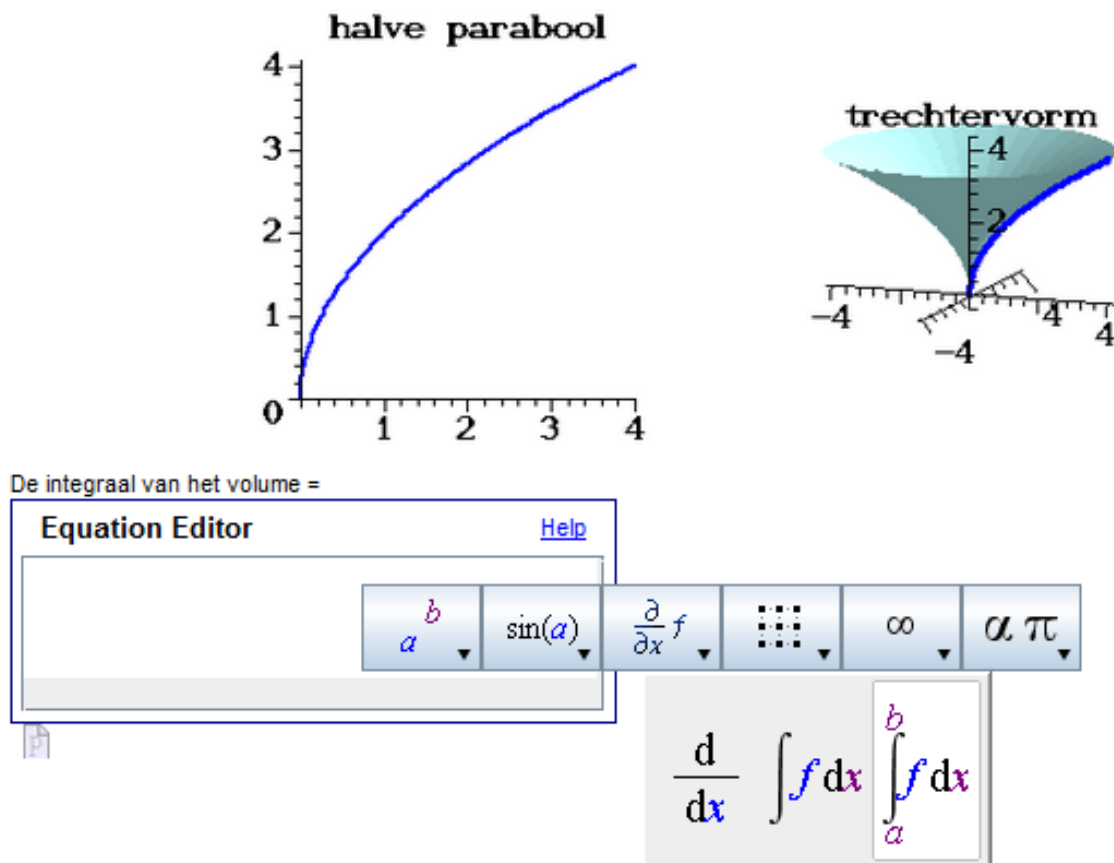 halve parabool
4
3
2
1
0
1 2 3 4
trechtervorm
4
2
-4
-4
4
4
De integraal van het volume =
Equation Editor Help
a b
sin(a)
∂/∂x f
∞
α π
d/dx ∫ f dx ∫ a b f dx